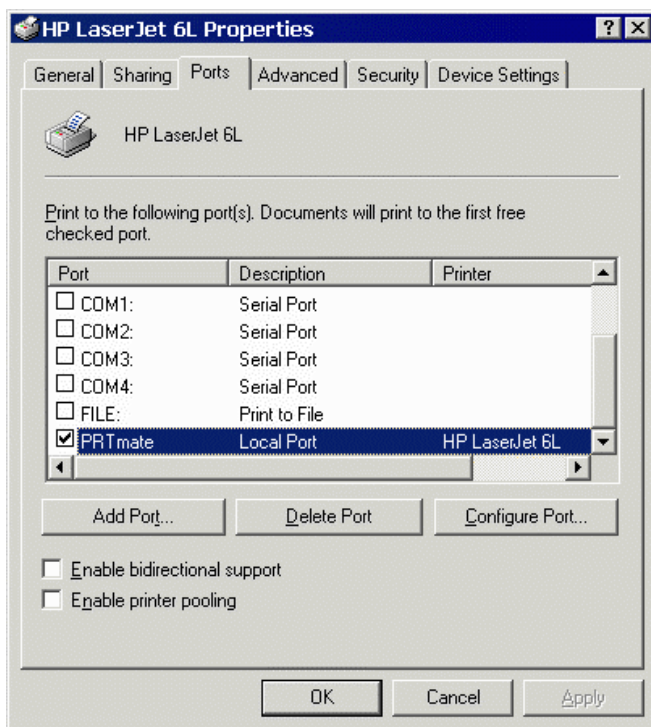 HP LaserJet 6L Properties
General Sharing Ports Advanced Security Device Settings
HP LaserJet 6L
Print to the following port(s). Documents will print to the first free
checked port.
Port Description Printer
COM1: Serial Port
COM2: Serial Port
COM3: Serial Port
COM4: Serial Port
FILE: Print to File
PRTmate Local Port HP LaserJet 6L
Add Port... Delete Port Configure Port...
Enable bidirectional support
Enable printer pooling
OK Cancel Apply